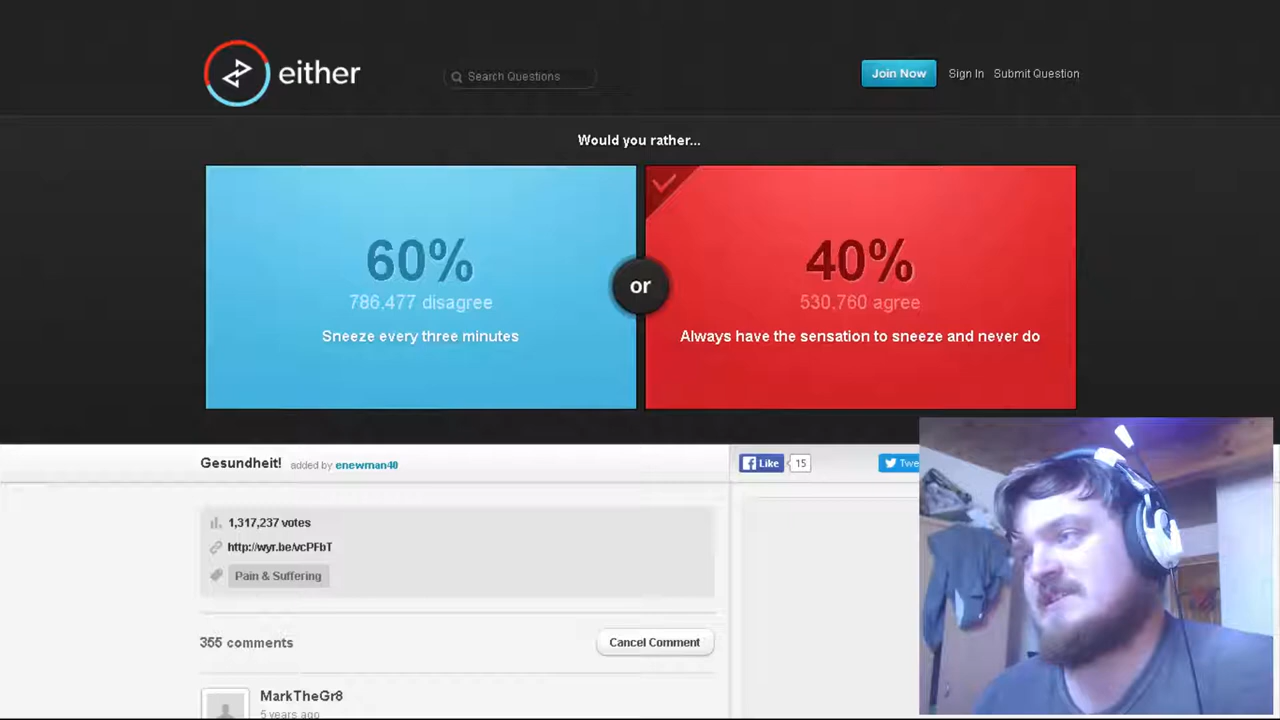 either
Search Questions
Join Now
Sign In
Submit Question
Would you rather...
60%
786,477 disagree
Sneeze every three minutes
or
40%
530,760 agree
Always have the sensation to sneeze and never do
Gesundheit! added by enewman40
Like 15
Twe
1,317,237 votes
http://wyr.be/vcPFbT
Pain & Suffering
355 comments
Cancel Comment
MarkTheGr8
5 years ago